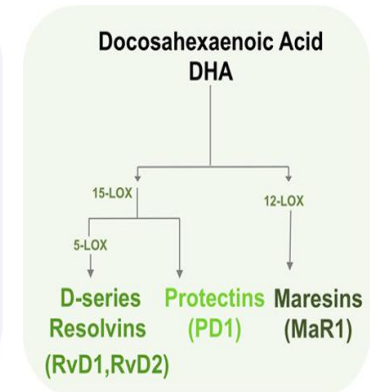 Docosahexaenoic Acid
DHA
15-LOX
12-LOX
5-LOX
D-series
Resolvins
(RvD1,RvD2)
Protectins
(PD1)
Maresins
(MaR1)